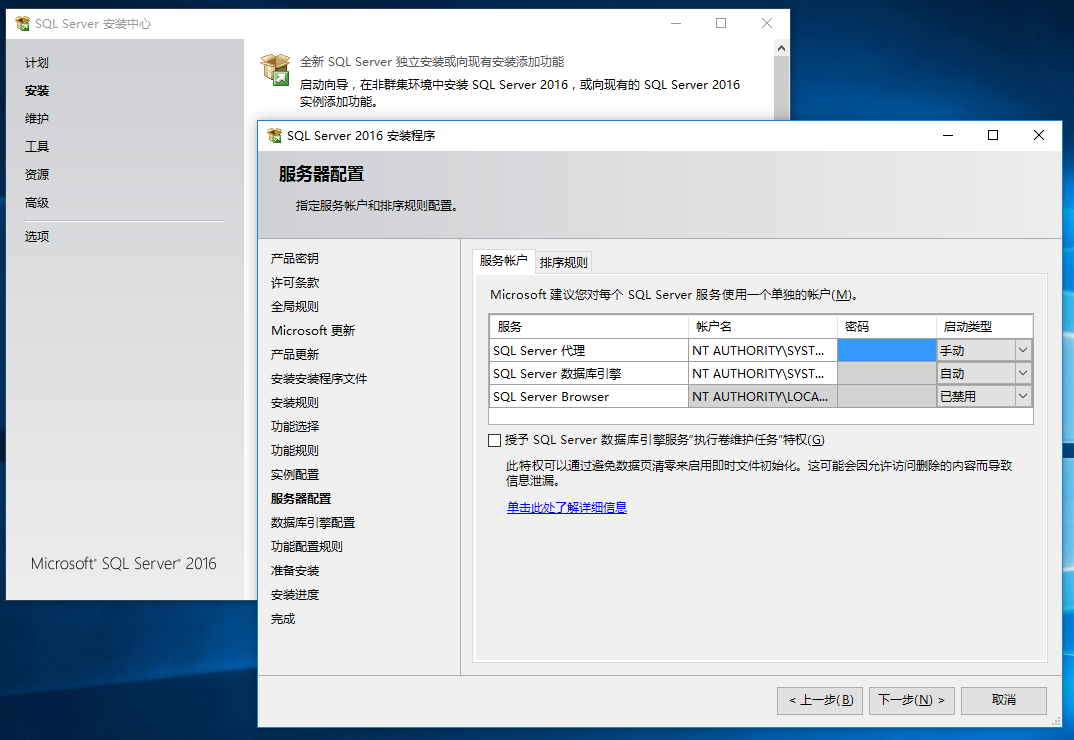 SQL Server 安装中心
计划
安装
维护
工具
资源
高级
选项
Microsoft® SQL Server® 2016
全新 SQL Server 独立安装或向现有安装添加功能
启动向导，在非群集环境中安装 SQL Server 2016，或向现有的 SQL Server 2016
实例添加功能。
SQL Server 2016 安装程序
服务器配置
指定服务帐户和排序规则配置。
产品密钥
许可条款
全局规则
Microsoft 更新
产品更新
安装安装程序文件
安装规则
功能选择
功能规则
实例配置
服务器配置
数据库引擎配置
功能配置规则
准备安装
安装进度
完成
服务帐户 排序规则
Microsoft 建议您对每个 SQL Server 服务使用一个单独的帐户(M)。
服务 帐户名 密码 启动类型
SQL Server 代理 NT AUTHORITY\SYST... 手动
SQL Server 数据库引擎 NT AUTHORITY\SYST... 自动
SQL Server Browser NT AUTHORITY\LOCA... 已禁用
授予 SQL Server 数据库引擎服务"执行卷维护任务"特权(G)
此特权可以通过避免数据页清零来启用即时文件初始化。这可能会因允许访问删除的内容而导致
信息泄漏。
单击此处了解详细信息
< 上一步(B) 下一步(N) > 取消